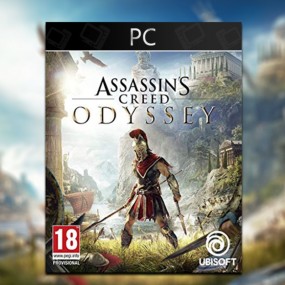 PC
ASSASSIN'S
CREED
ODYSSEY
18
www.pegi.info
PROVISIONAL
UBISOFT